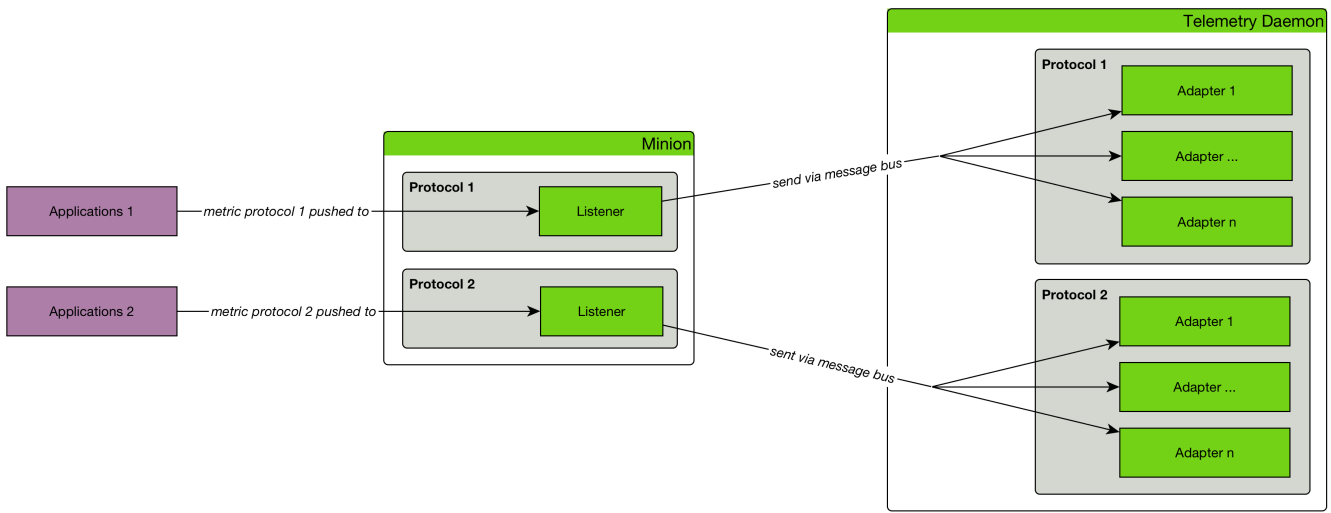 Telemetry Daemon
Protocol 1
Adapter 1
Adapter ...
Adapter n
Minion
Protocol 1
Listener
Applications 1
metric protocol 1 pushed to
send via message bus
Protocol 2
Listener
Applications 2
metric protocol 2 pushed to
sent via message bus
Protocol 2
Adapter 1
Adapter ...
Adapter n